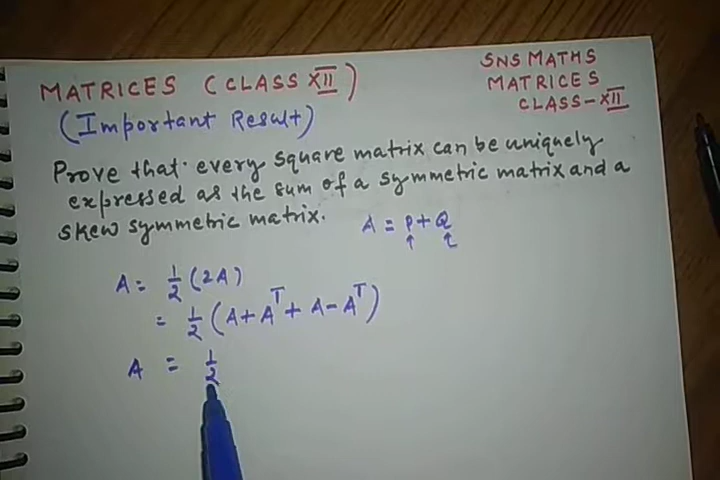 MATRICES (CLASS XII)
SNS MATHS
MATRICES
CLASS-XII
(Important Result)
Prove that every square matrix can be uniquely
expressed as the sum of a symmetric matrix and a
skew symmetric matrix.
A = P + Q
↑ ↑
A = 1/2 (2A)
= 1/2 (A + A^T + A - A^T)
A = 1/2